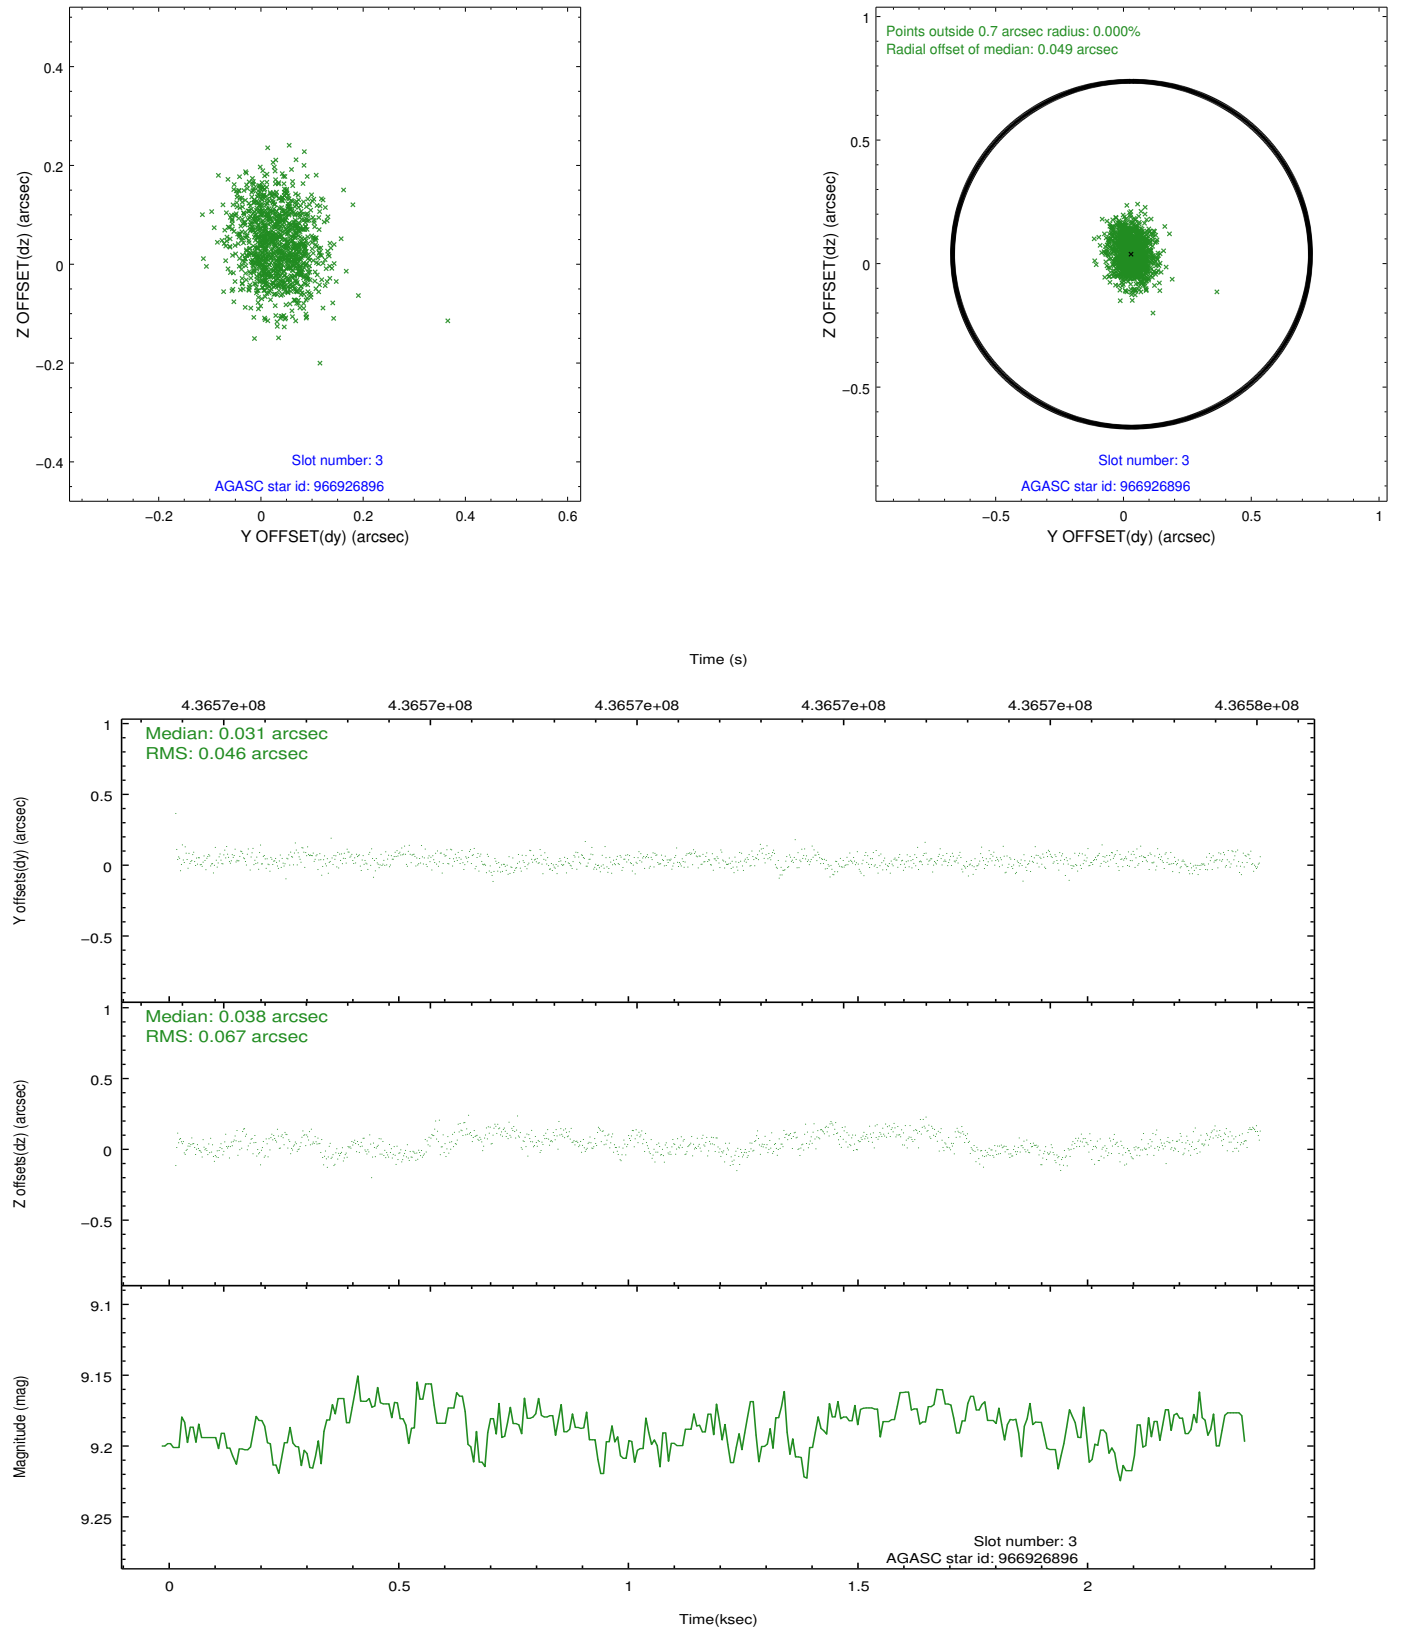 0.4
0.2
0
−0.2
−0.4
Z OFFSET(dz) (arcsec)
Slot number: 3
AGASC star id: 966926896
−0.2 0 0.2 0.4 0.6
Y OFFSET(dy) (arcsec)
Points outside 0.7 arcsec radius: 0.000%
Radial offset of median: 0.049 arcsec
1
0.5
0
−0.5
Z OFFSET(dz) (arcsec)
Slot number: 3
AGASC star id: 966926896
−0.5 0 0.5 1
Y OFFSET(dy) (arcsec)
Time (s)
4.3657e+08 4.3657e+08 4.3657e+08 4.3657e+08 4.3657e+08 4.3658e+08
Median: 0.031 arcsec
RMS: 0.046 arcsec
1
0.5
0
−0.5
Y offsets(dy) (arcsec)
Median: 0.038 arcsec
RMS: 0.067 arcsec
1
0.5
0
−0.5
Z offsets(dz) (arcsec)
9.1
9.15
9.2
9.25
Magnitude (mag)
Slot number: 3
AGASC star id: 966926896
0 0.5 1 1.5 2
Time(ksec)